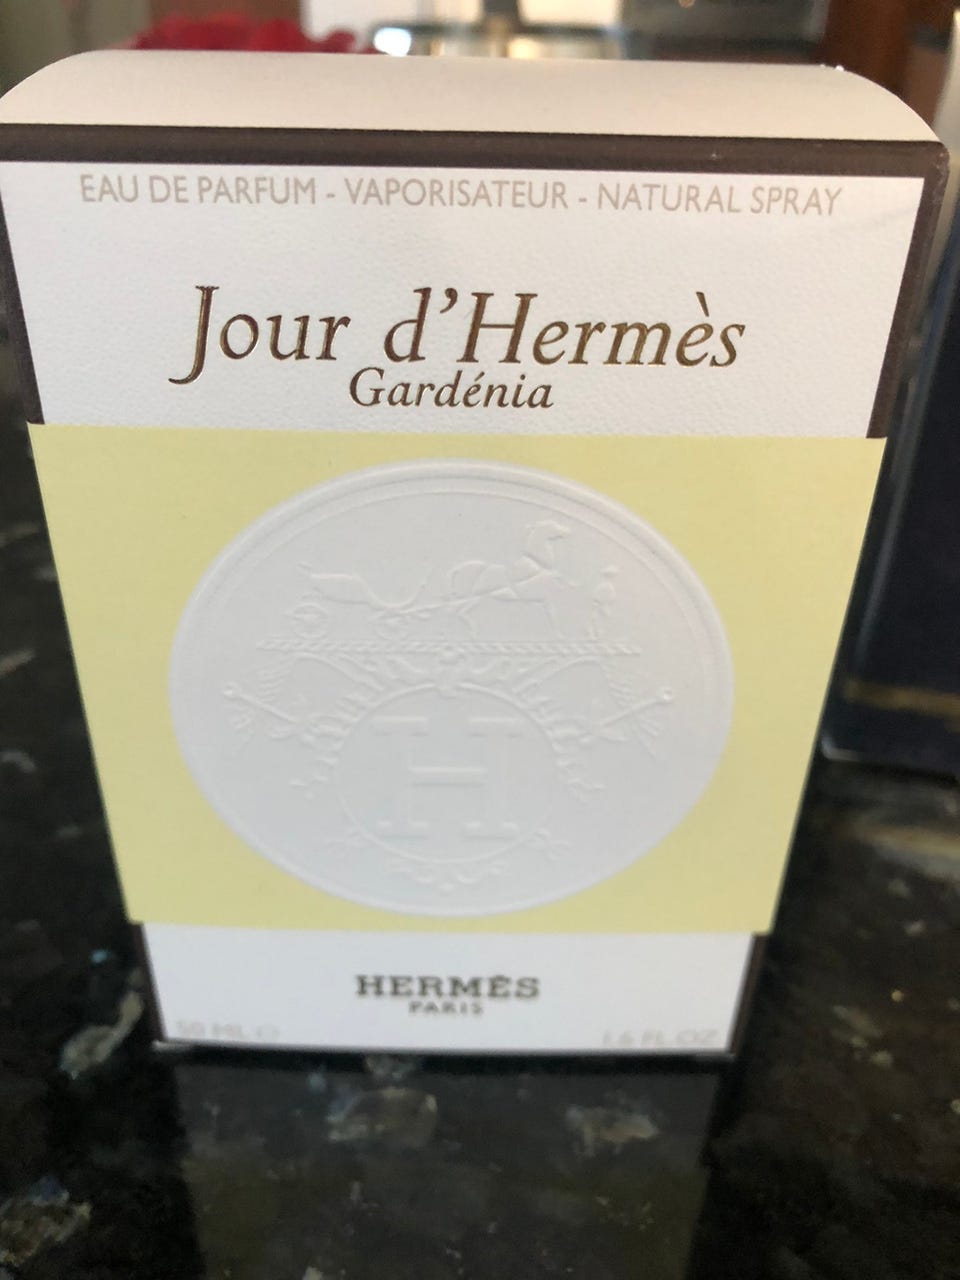 EAU DE PARFUM - VAPORISATEUR - NATURAL SPRAY
Jour d'Hermès
Gardénia
H
HERMÈS
PARIS
50 ML ℮ 1.6 FL.OZ